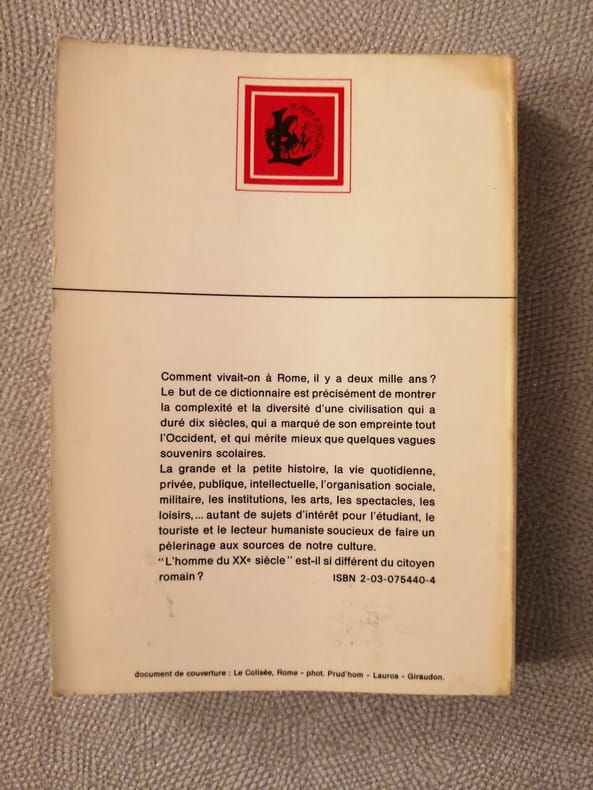 Comment vivait-on à Rome, il y a deux mille ans ?
Le but de ce dictionnaire est précisément de montrer
la complexité et la diversité d'une civilisation qui a
duré dix siècles, qui a marqué de son empreinte tout
l'Occident, et qui mérite mieux que quelques vagues
souvenirs scolaires.
La grande et la petite histoire, la vie quotidienne,
privée, publique, intellectuelle, l'organisation sociale,
militaire, les institutions, les arts, les spectacles, les
loisirs,... autant de sujets d'intérêt pour l'étudiant, le
touriste et le lecteur humaniste soucieux de faire un
pèlerinage aux sources de notre culture.
"L'homme du XXe siècle" est-il si différent du citoyen
romain ? ISBN 2-03-075440-4
document de couverture : Le Colisée, Rome - phot. Prud'hom - Lauros - Giraudon.